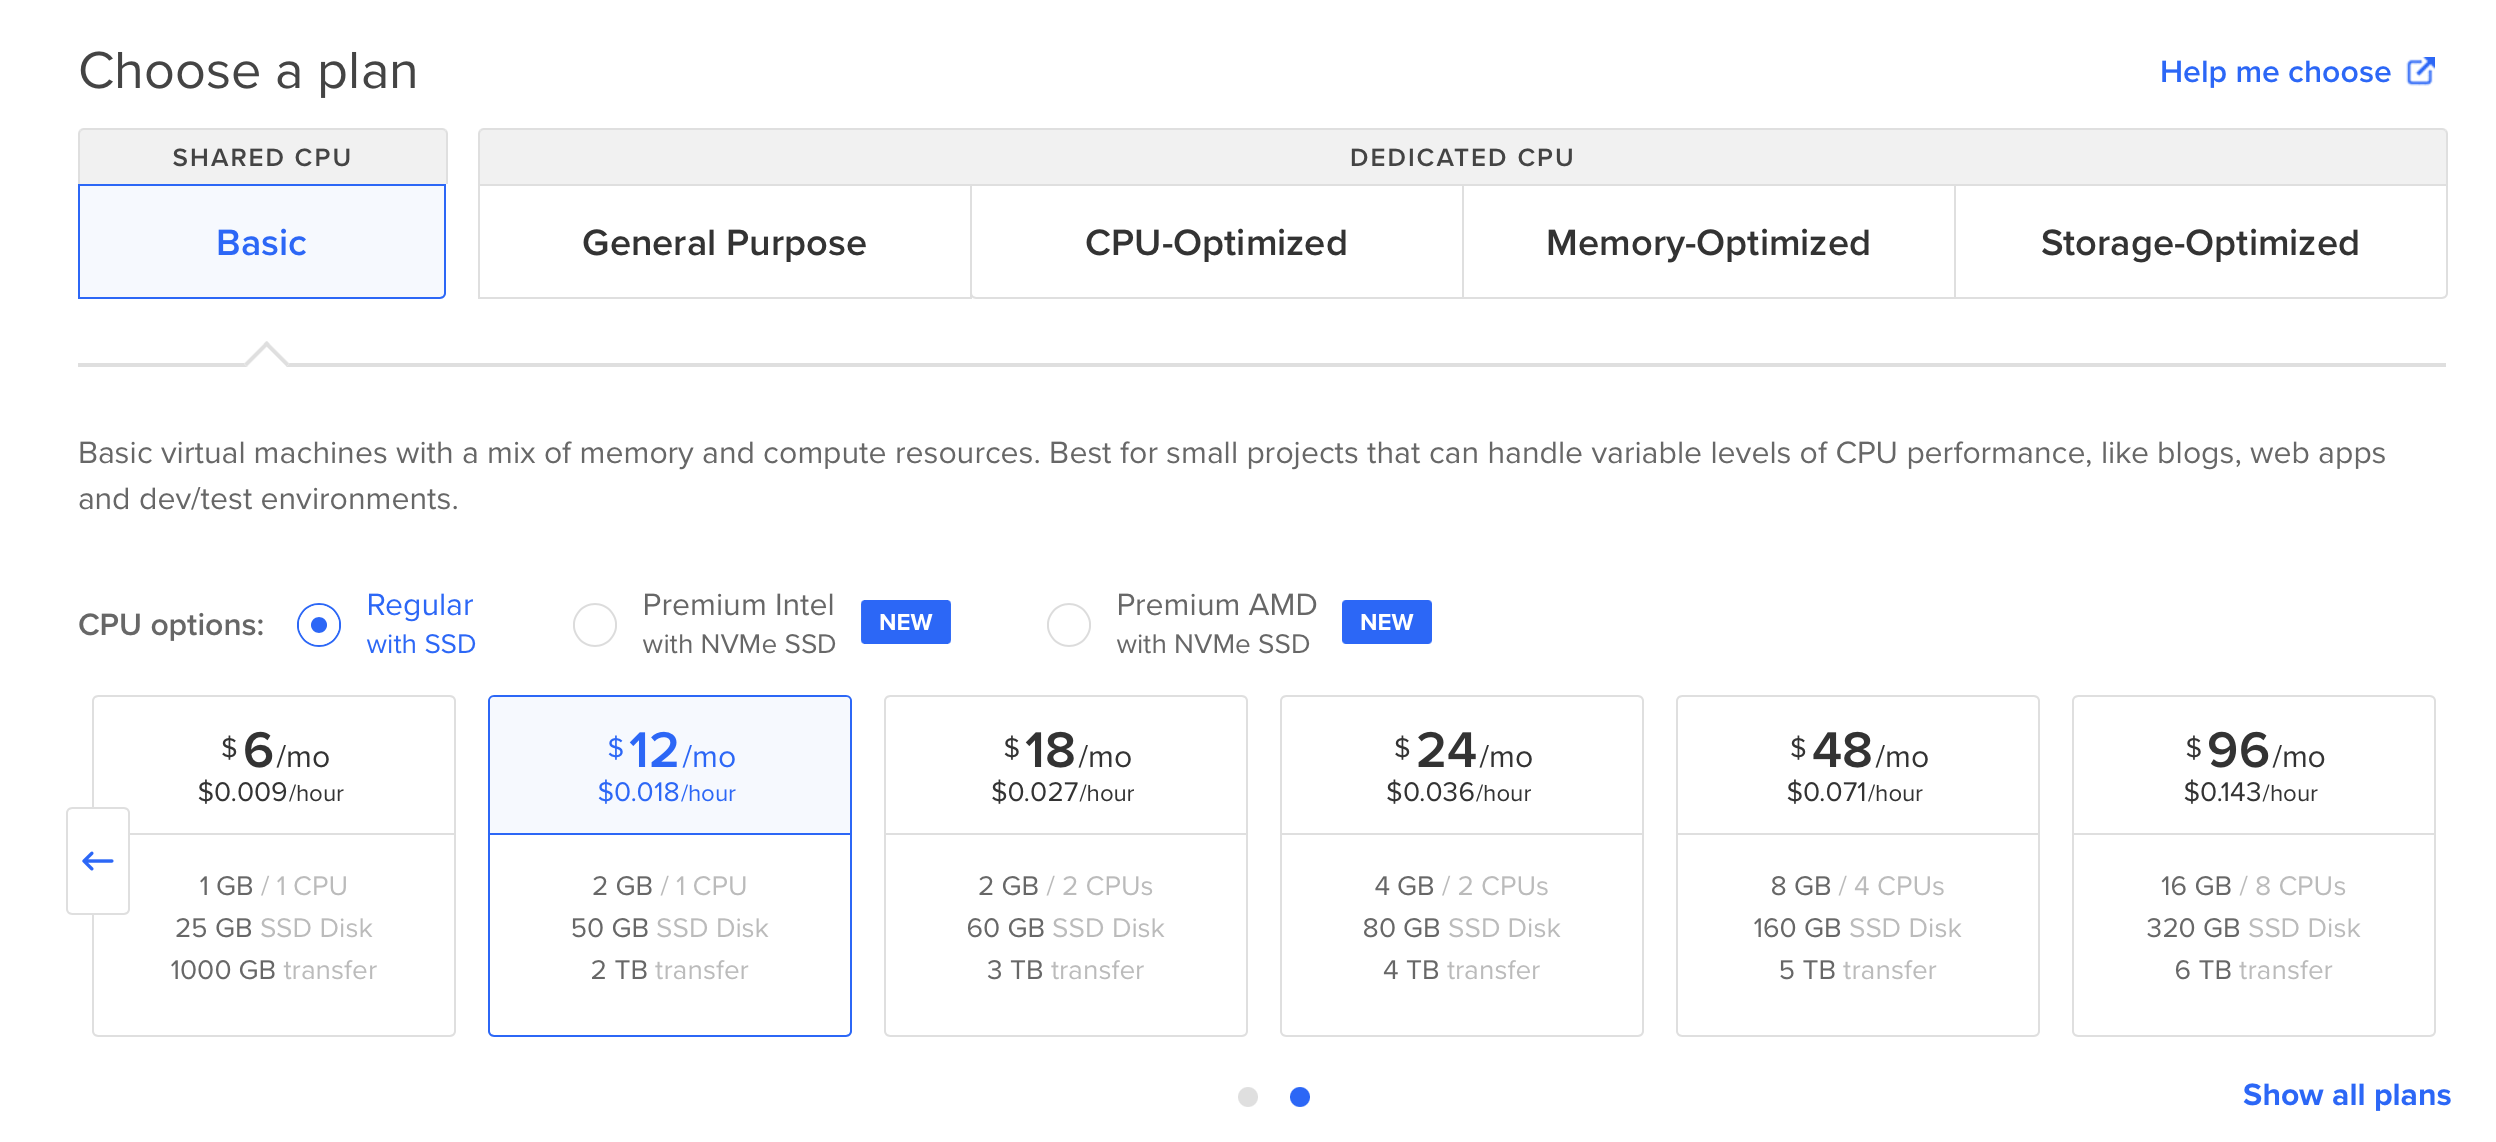 Choose a plan
Help me choose
SHARED CPU
DEDICATED CPU
Basic
General Purpose
CPU-Optimized
Memory-Optimized
Storage-Optimized
Basic virtual machines with a mix of memory and compute resources. Best for small projects that can handle variable levels of CPU performance, like blogs, web apps
and dev/test environments.
CPU options:
Regular
with SSD
Premium Intel
with NVMe SSD
NEW
Premium AMD
with NVMe SSD
NEW
$6/mo
$0.009/hour
1 GB / 1 CPU
25 GB SSD Disk
1000 GB transfer
$12/mo
$0.018/hour
2 GB / 1 CPU
50 GB SSD Disk
2 TB transfer
$18/mo
$0.027/hour
2 GB / 2 CPUs
60 GB SSD Disk
3 TB transfer
$24/mo
$0.036/hour
4 GB / 2 CPUs
80 GB SSD Disk
4 TB transfer
$48/mo
$0.071/hour
8 GB / 4 CPUs
160 GB SSD Disk
5 TB transfer
$96/mo
$0.143/hour
16 GB / 8 CPUs
320 GB SSD Disk
6 TB transfer
Show all plans